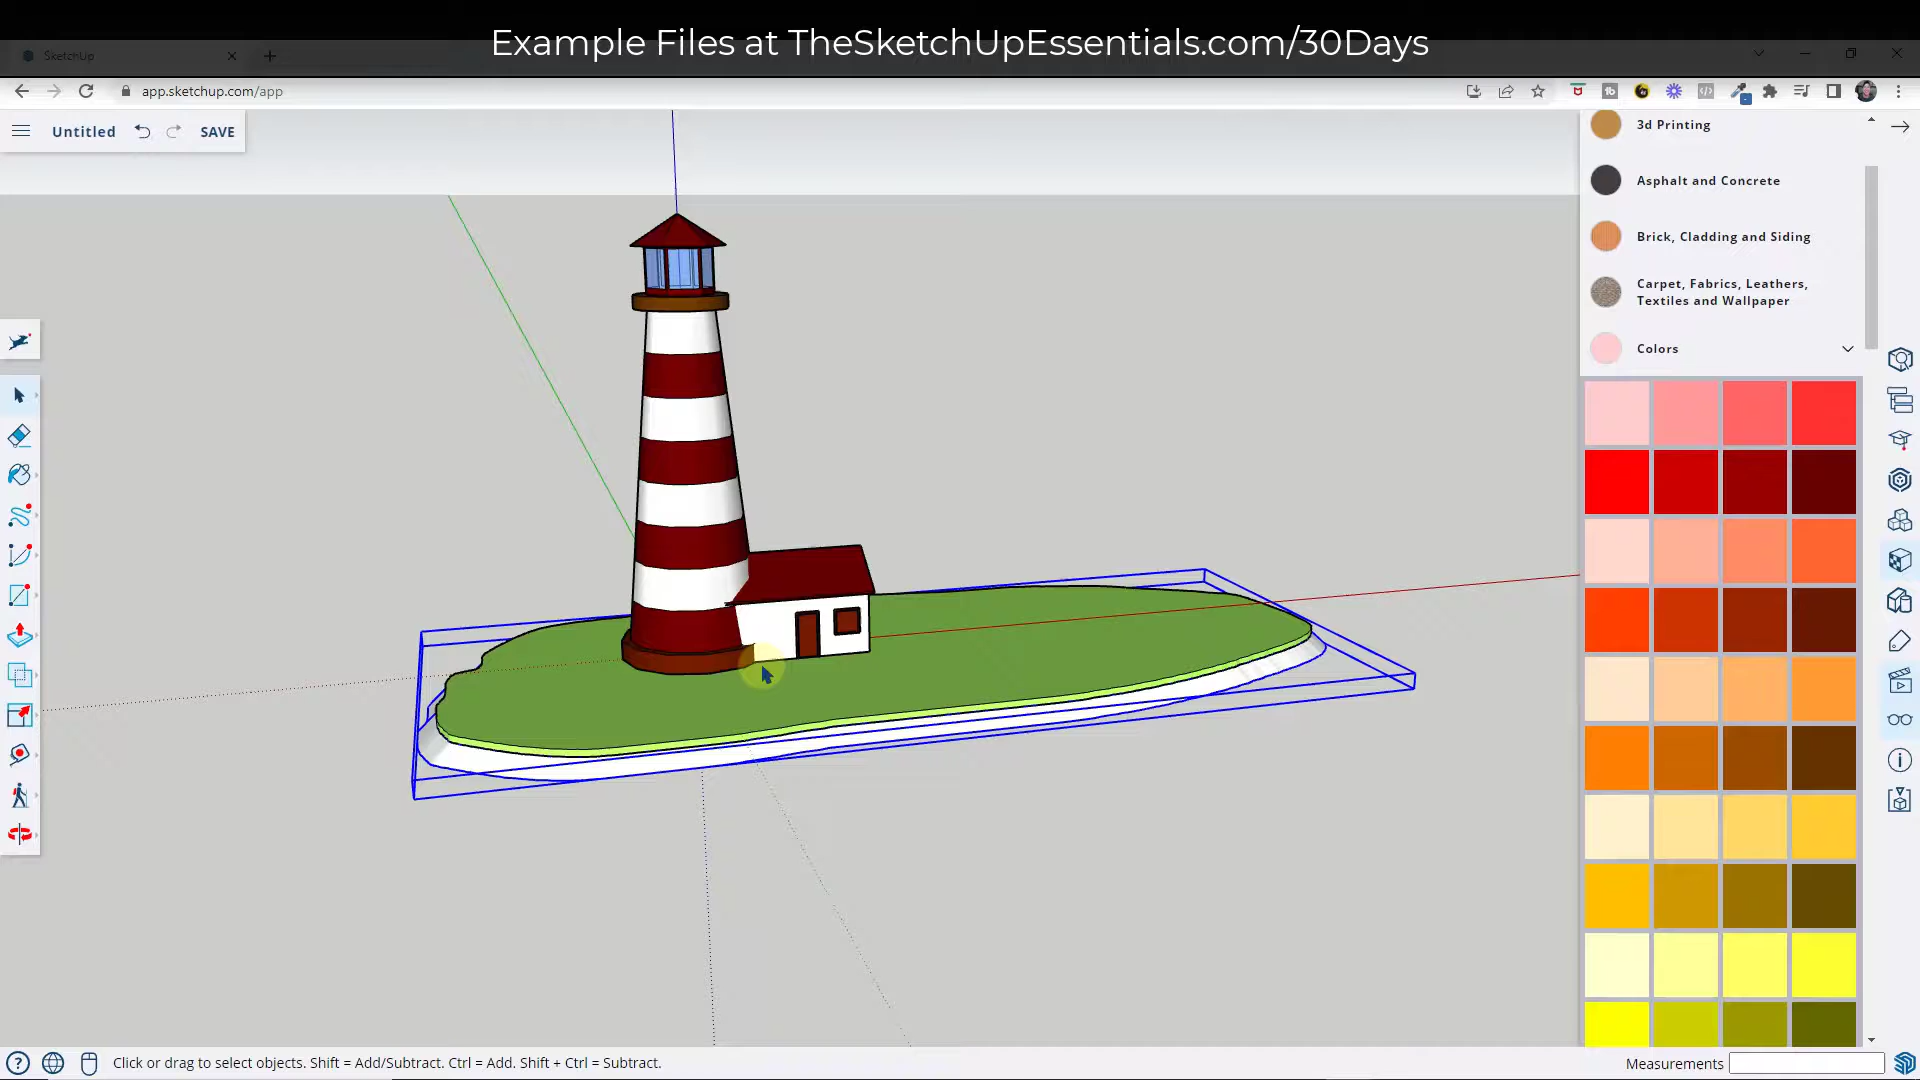 Example Files at TheSketchUpEssentials.com/30Days
SketchUp
app.sketchup.com/app
Untitled
SAVE
3d Printing
Asphalt and Concrete
Brick, Cladding and Siding
Carpet, Fabrics, Leathers,
Textiles and Wallpaper
Colors
Click or drag to select objects. Shift = Add/Subtract. Ctrl = Add. Shift + Ctrl = Subtract.
Measurements